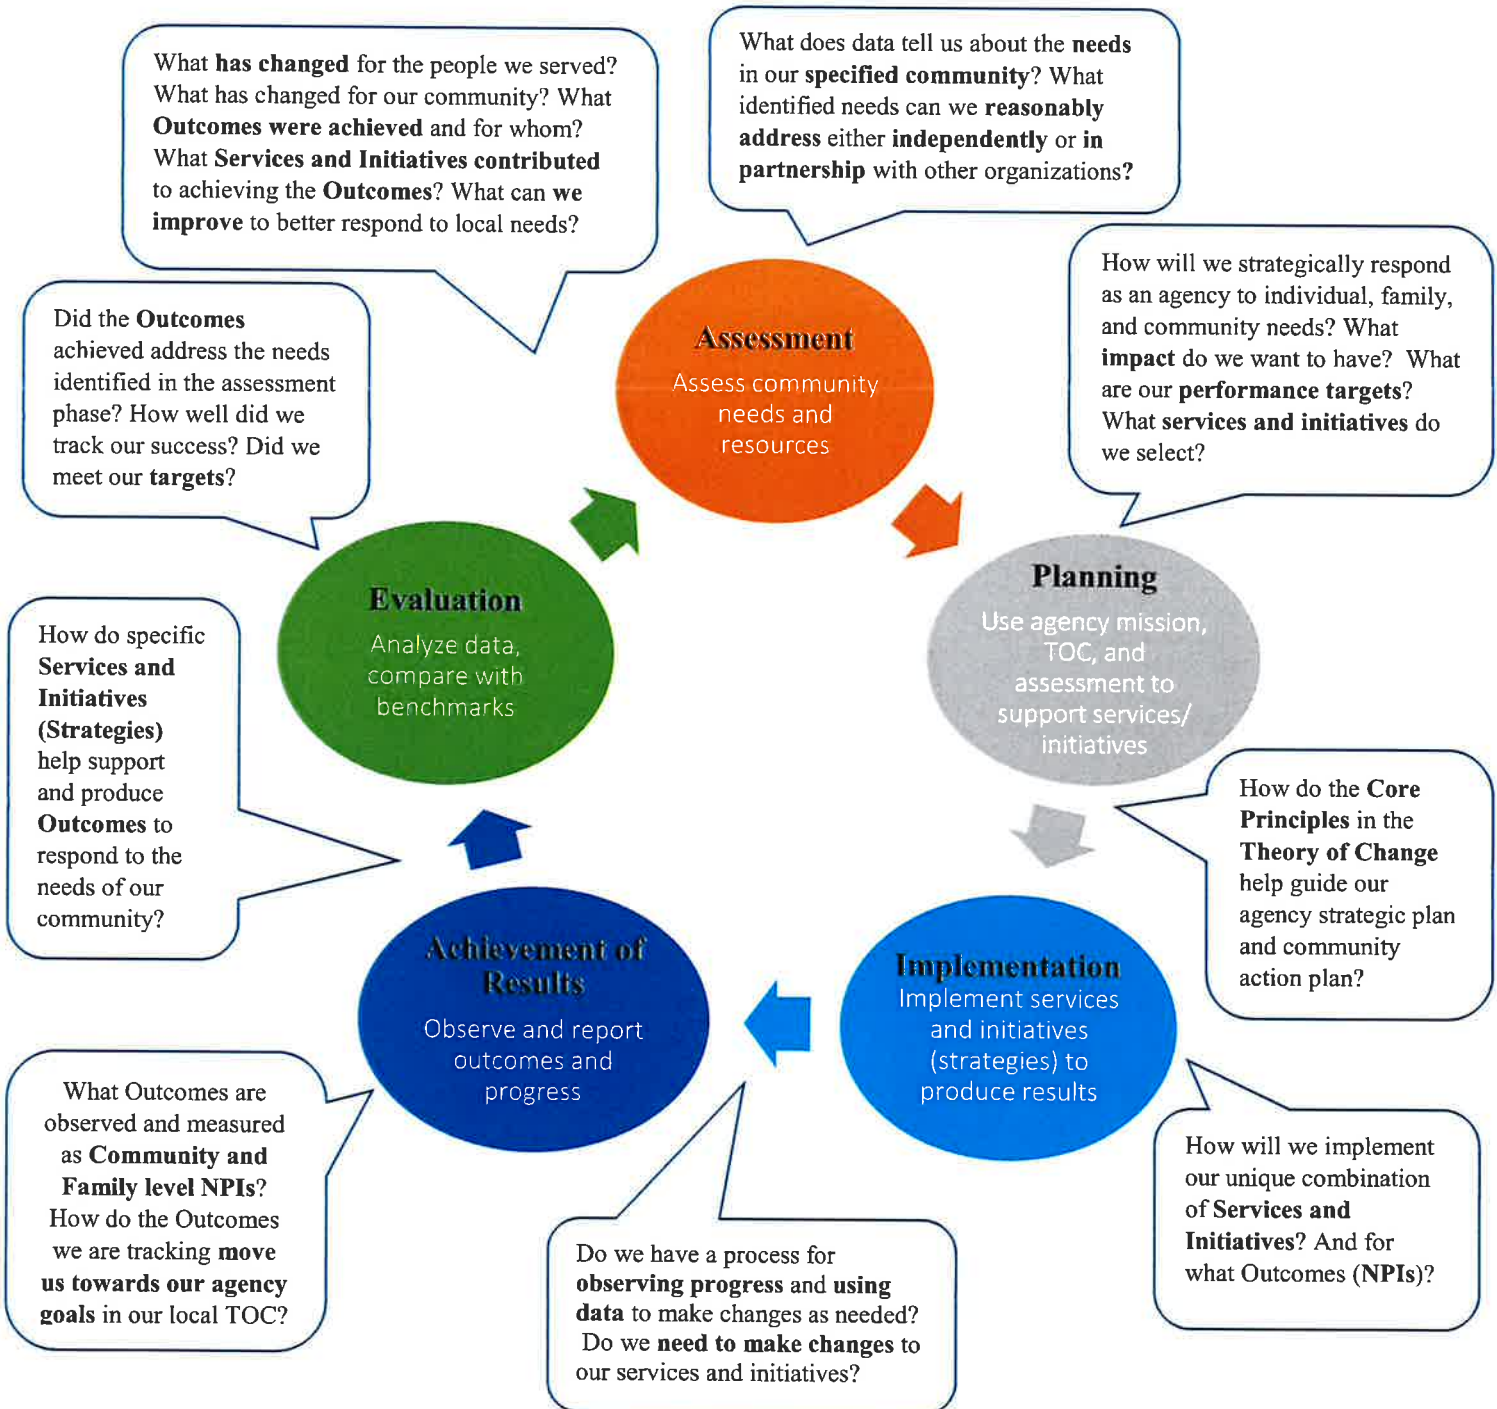 What has changed for the people we served?
What has changed for our community? What
Outcomes were achieved and for whom?
What Services and Initiatives contributed
to achieving the Outcomes? What can we
improve to better respond to local needs?
What does data tell us about the needs
in our specified community? What
identified needs can we reasonably
address either independently or in
partnership with other organizations?
How will we strategically respond
as an agency to individual, family,
and community needs? What
impact do we want to have? What
are our performance targets?
What services and initiatives do
we select?
Did the Outcomes
achieved address the needs
identified in the assessment
phase? How well did we
track our success? Did we
meet our targets?
Assessment
Assess community
needs and
resources
Planning
Use agency mission,
TOC, and
assessment to
support services/
initiatives
Evaluation
Analyze data,
compare with
benchmarks
How do specific
Services and
Initiatives
(Strategies)
help support
and produce
Outcomes to
respond to the
needs of our
community?
How do the Core
Principles in the
Theory of Change
help guide our
agency strategic plan
and community
action plan?
Achievement of
Results
Observe and report
outcomes and
progress
Implementation
Implement services
and initiatives
(strategies) to
produce results
What Outcomes are
observed and measured
as Community and
Family level NPIs?
How do the Outcomes
we are tracking move
us towards our agency
goals in our local TOC?
Do we have a process for
observing progress and using
data to make changes as needed?
Do we need to make changes to
our services and initiatives?
How will we implement
our unique combination
of Services and
Initiatives? And for
what Outcomes (NPIs)?